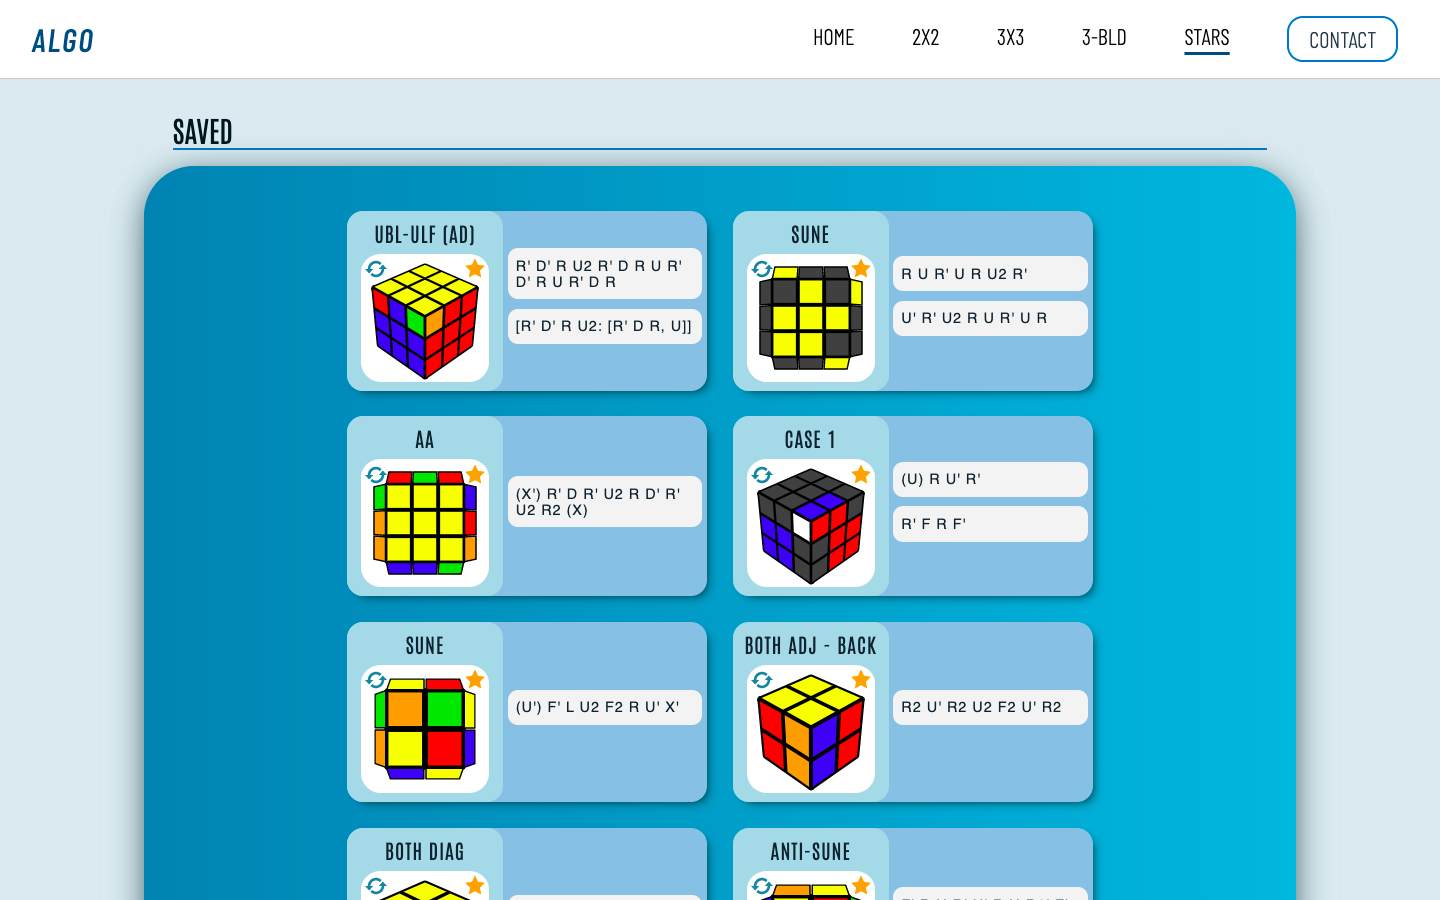 ALGO
HOME
2X2
3X3
3-BLD
STARS
CONTACT
SAVED
UBL-ULF (AD)
R' D' R U2 R' D R U R'
D' R U R' D R
[R' D' R U2: [R' D R, U]]
SUNE
R U R' U R U2 R'
U' R' U2 R U R' U R
AA
(X') R' D R' U2 R D' R'
U2 R2 (X)
CASE 1
(U) R U' R'
R' F R F'
SUNE
(U') F' L U2 F2 R U' X'
BOTH ADJ - BACK
R2 U' R2 U2 F2 U' R2
BOTH DIAG
ANTI-SUNE